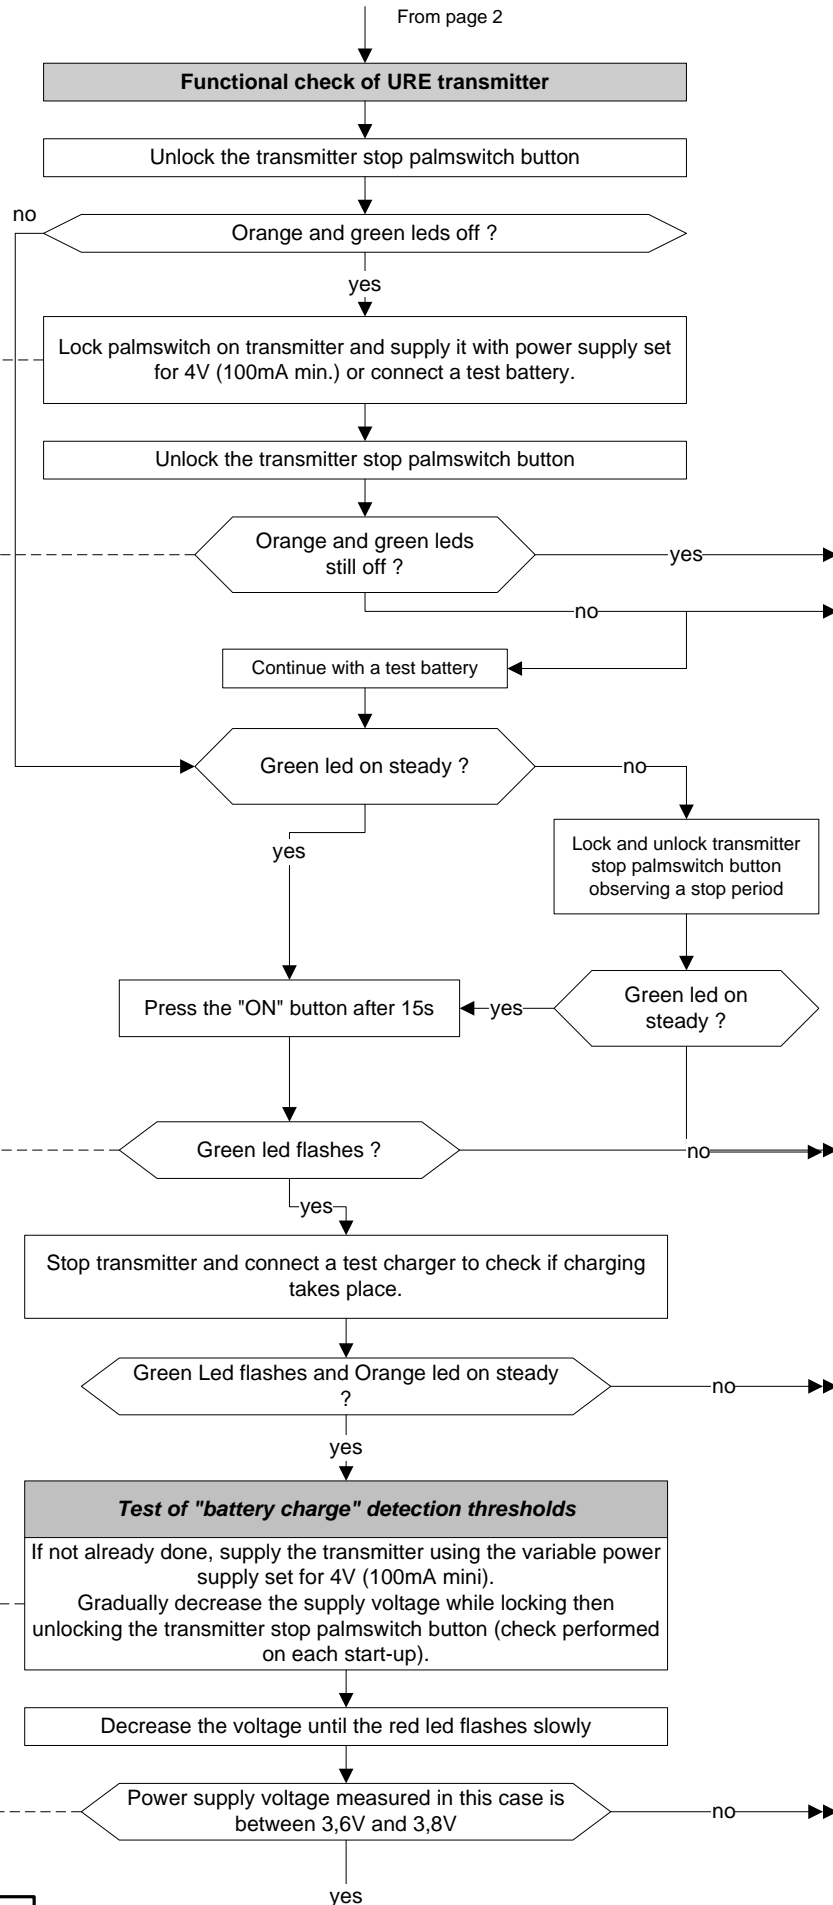 From page 2
Functional check of URE transmitter
Unlock the transmitter stop palmswitch button
no
Orange and green leds off ?
yes
Lock palmswitch on transmitter and supply it with power supply set
for 4V (100mA min.) or connect a test battery.
Unlock the transmitter stop palmswitch button
Orange and green leds
still off ?
yes
no
Continue with a test battery
Green led on steady ?
no
yes
Lock and unlock transmitter
stop palmswitch button
observing a stop period
Press the "ON" button after 15s
yes
Green led on
steady ?
Green led flashes ?
no
yes
Stop transmitter and connect a test charger to check if charging
takes place.
Green Led flashes and Orange led on steady
?
no
yes
Test of "battery charge" detection thresholds
If not already done, supply the transmitter using the variable power
supply set for 4V (100mA mini).
Gradually decrease the supply voltage while locking then
unlocking the transmitter stop palmswitch button (check performed
on each start-up).
Decrease the voltage until the red led flashes slowly
Power supply voltage measured in this case is
between 3,6V and 3,8V
no
yes